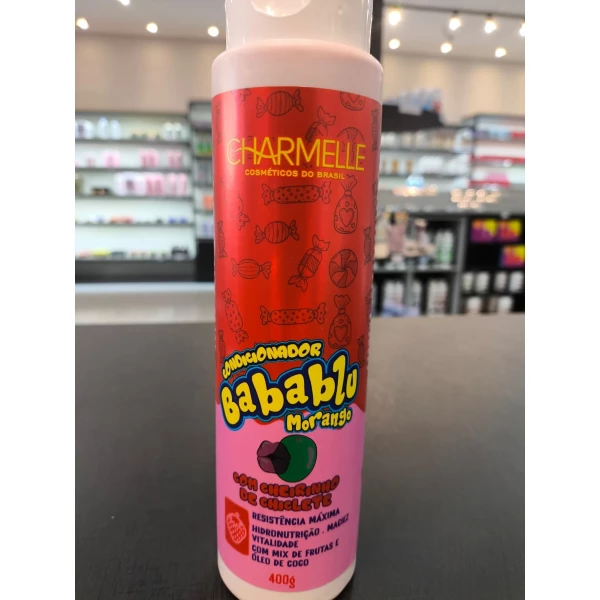 CHARMELLE
COSMÉTICOS DO BRASIL
CONDICIONADOR
Babablu
Morango
COM CHEIRINHO
DE CHICLETE
RESISTÊNCIA MÁXIMA
HIDRONUTRIÇÃO . MACIEZ
VITALIDADE
COM MIX DE FRUTAS E
ÓLEO DE COCO
400g